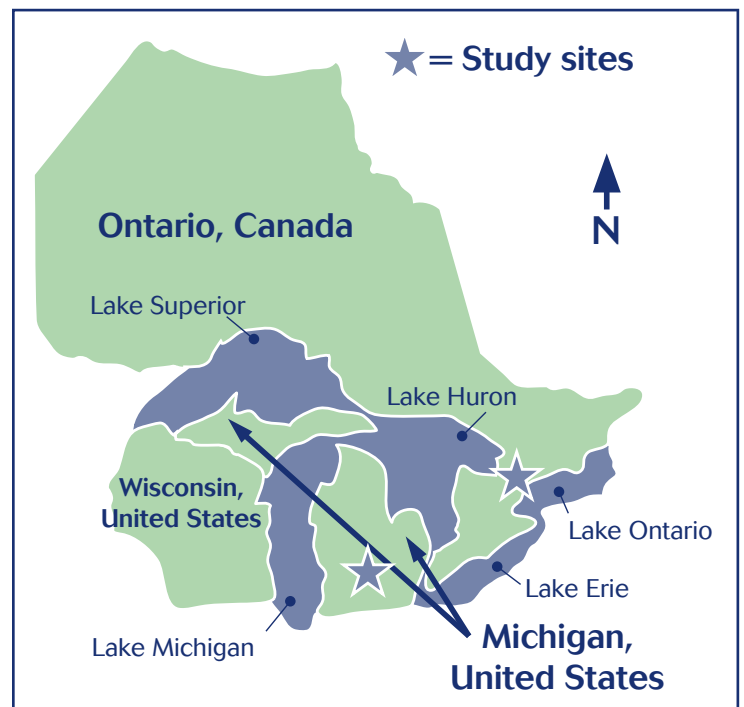 = Study sites
N
Ontario, Canada
Lake Superior
Lake Huron
Wisconsin,
United States
Lake Ontario
Lake Erie
Lake Michigan
Michigan,
United States